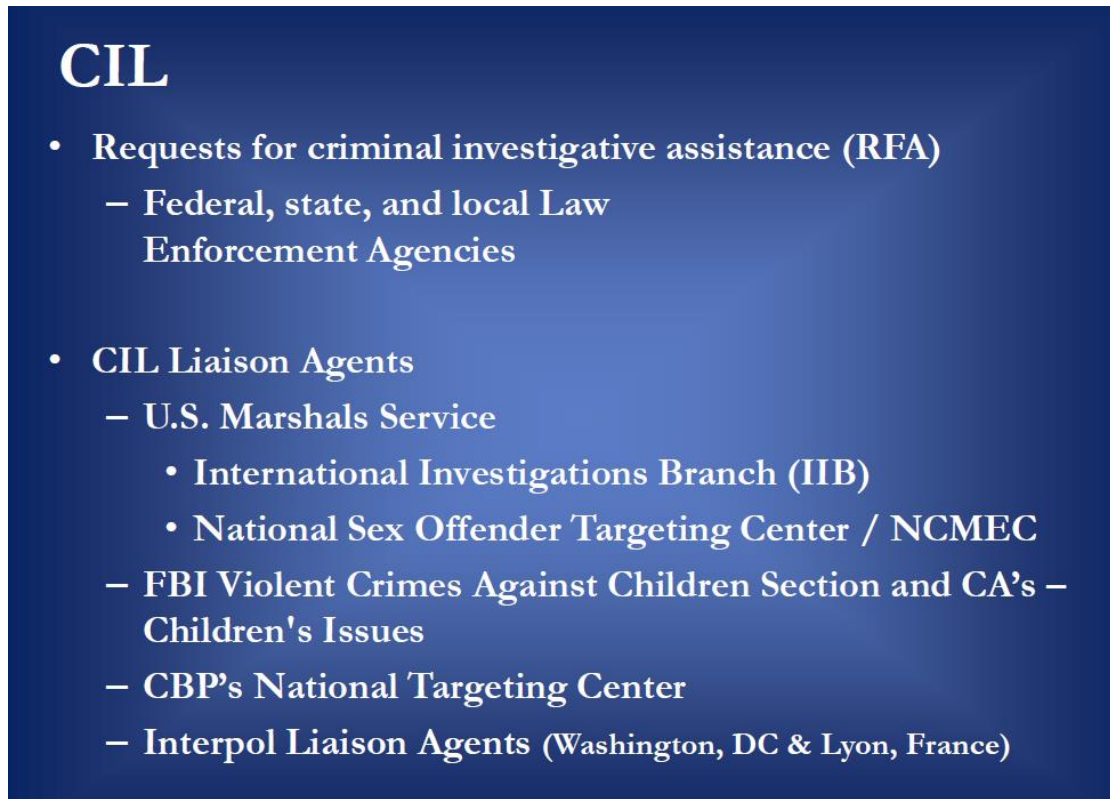 CIL
• Requests for criminal investigative assistance (RFA)
– Federal, state, and local Law
Enforcement Agencies
• CIL Liaison Agents
– U.S. Marshals Service
• International Investigations Branch (IIB)
• National Sex Offender Targeting Center / NCMEC
– FBI Violent Crimes Against Children Section and CA’s –
Children's Issues
– CBP’s National Targeting Center
– Interpol Liaison Agents (Washington, DC & Lyon, France)